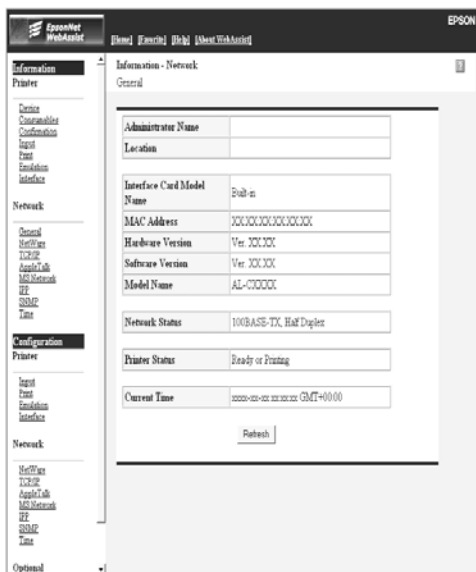 EPSON
EpsonNet
WebAssist
[Home] [Favorite] [Help] [About WebAssist]
Information
Printer
Device
Consumables
Confirmation
Input
Print
Emulation
Interface
Network
General
NetWare
TCP/IP
AppleTalk
MS Network
IPP
SNMP
Time
Configuration
Printer
Input
Print
Emulation
Interface
Network
NetWare
TCP/IP
AppleTalk
MS Network
IPP
SNMP
Time
Optional
Information - Network
?
General
Administrator Name
Location
Interface Card Model Name Built-in
MAC Address XX:XX:XX:XX:XX:XX
Hardware Version Ver. XX.XX
Software Version Ver. XX.XX
Model Name AL-CXXXX
Network Status 100BASE-TX, Half Duplex
Printer Status Ready or Printing
Current Time xxxx-xx-xx xx:xx:xx GMT+00:00
Refresh